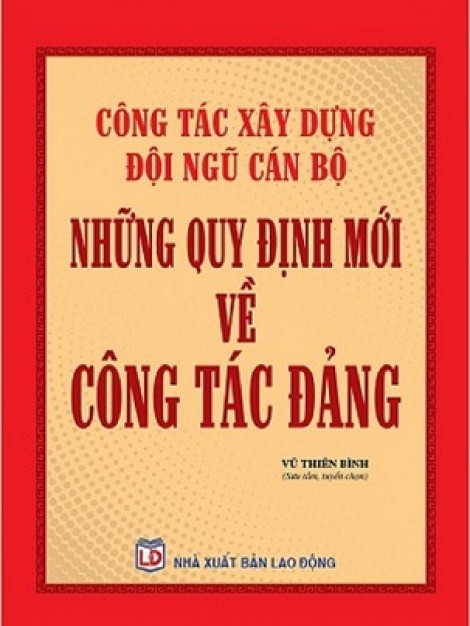 CÔNG TÁC XÂY DỰNG
ĐỘI NGŨ CÁN BỘ
NHỮNG QUY ĐỊNH MỚI
VỀ
CÔNG TÁC ĐẢNG
VŨ THIÊN BÌNH
(Sưu tầm, tuyển chọn)
LĐ
NHÀ XUẤT BẢN LAO ĐỘNG